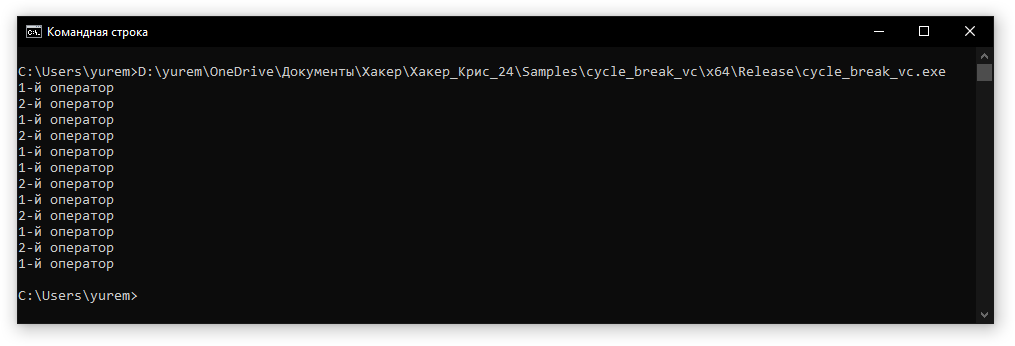 Командная строка
C:\Users\yurem>D:\yurem\OneDrive\Документы\Хакер\Хакер_Крис_24\Samples\cycle_break_vc\x64\Release\cycle_break_vc.exe
1-й оператор
2-й оператор
1-й оператор
2-й оператор
1-й оператор
1-й оператор
2-й оператор
1-й оператор
2-й оператор
1-й оператор
2-й оператор
1-й оператор
C:\Users\yurem>